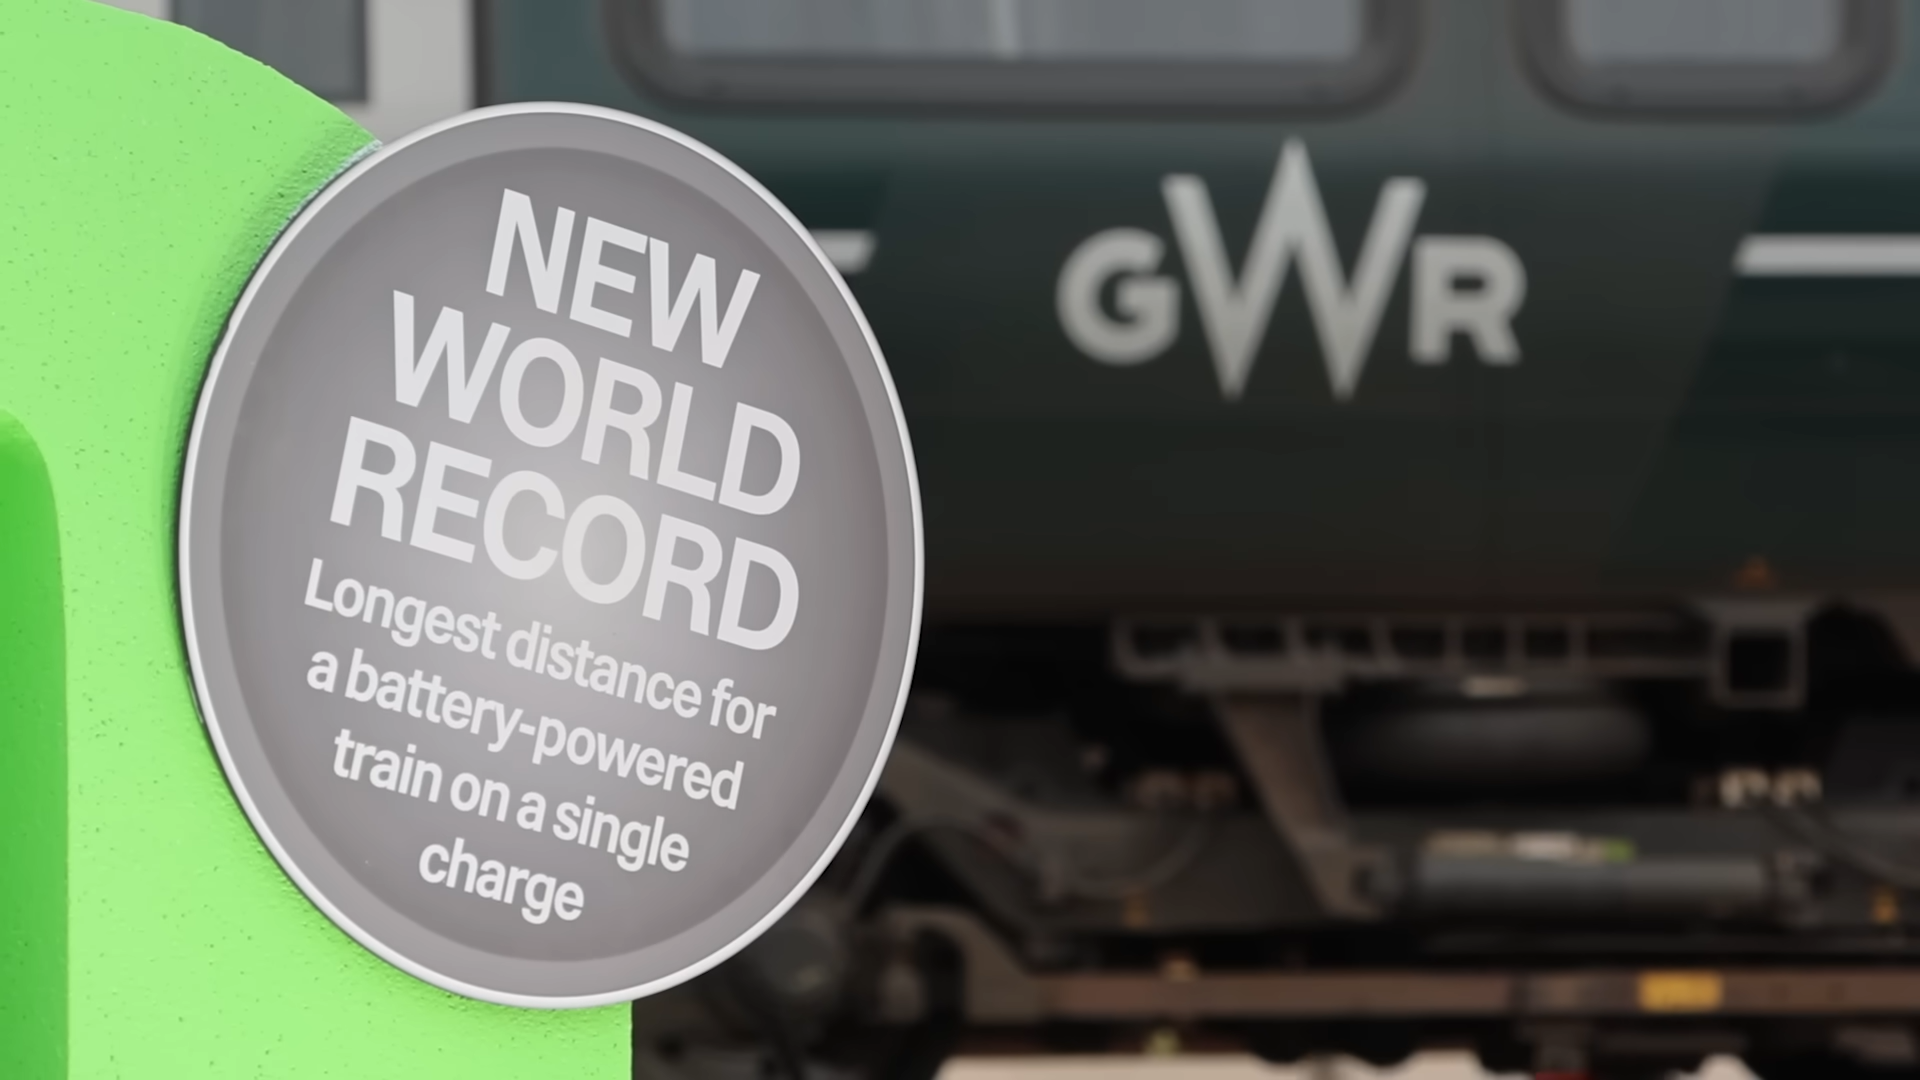 NEW
WORLD
RECORD
Longest distance for
a battery-powered
train on a single
charge
GWR